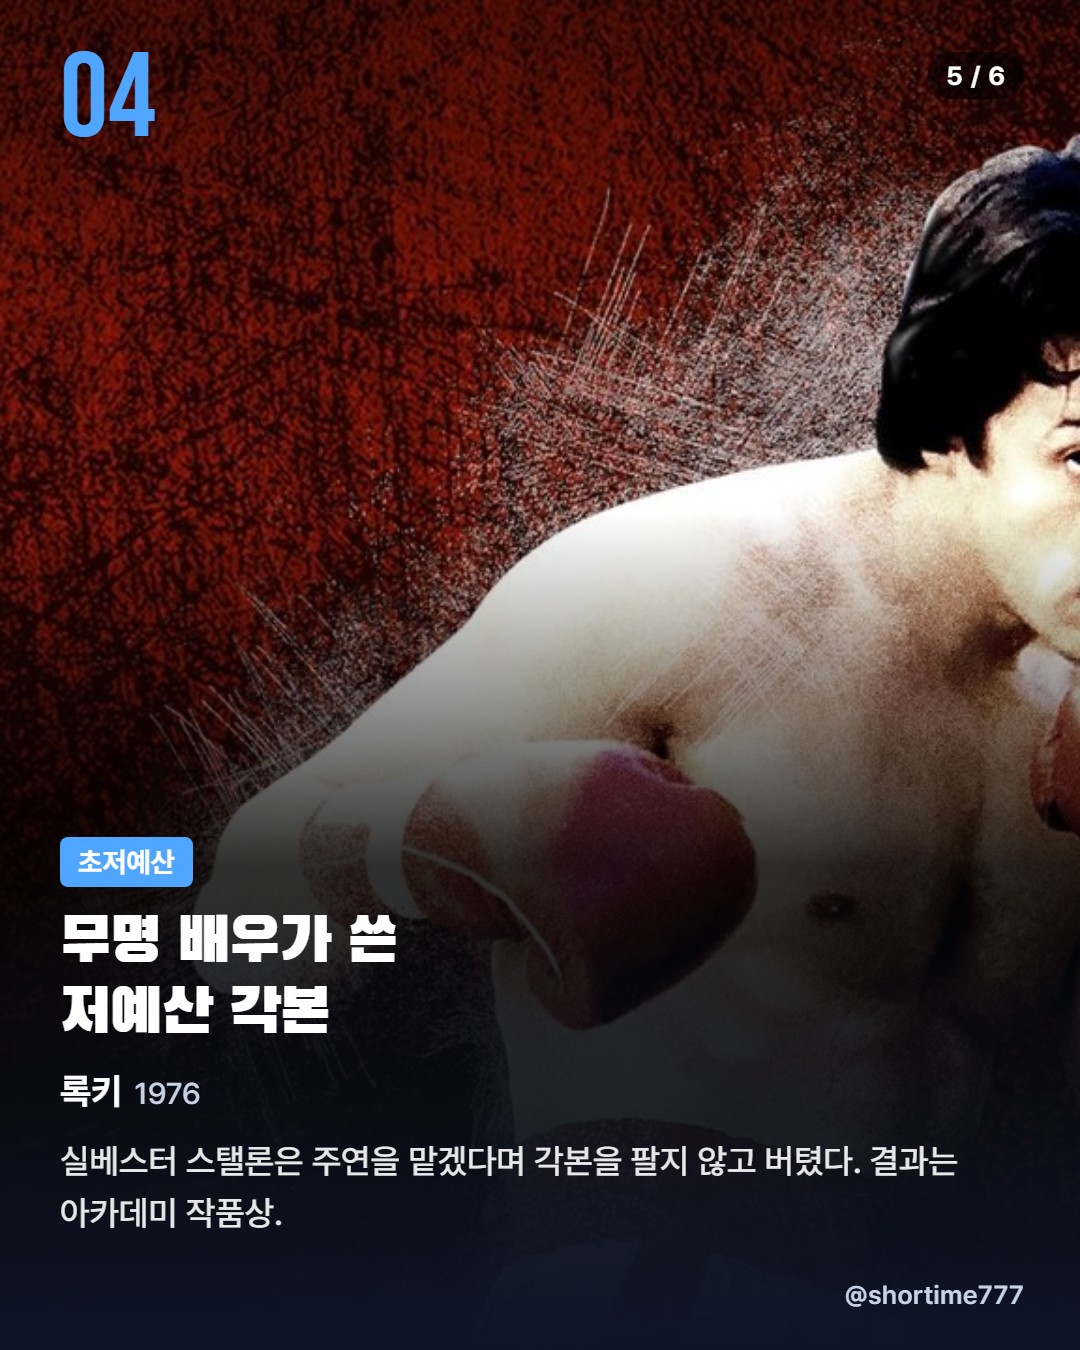 04
5 / 6
초저예산
무명 배우가 쓴
저예산 각본
록키 1976
실베스터 스탤론은 주연을 맡겠다며 각본을 팔지 않고 버텼다. 결과는
아카데미 작품상.
@shortime777